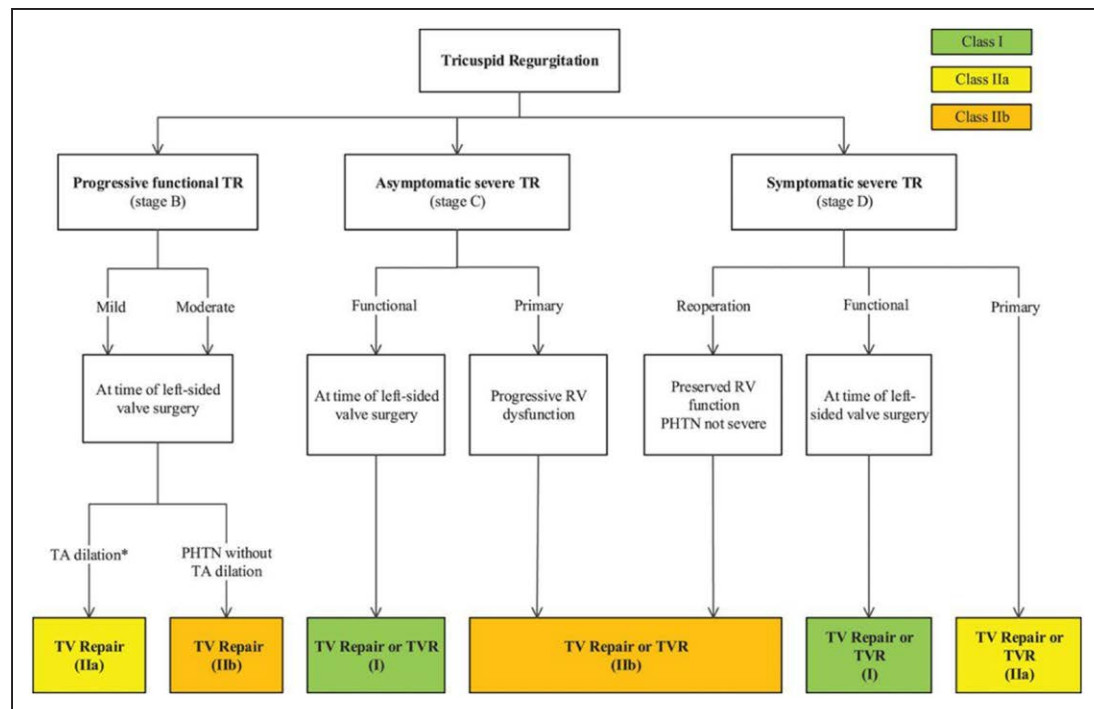 Tricuspid Regurgitation
Class I
Class IIa
Class IIb
Progressive functional TR
(stage B)
Asymptomatic severe TR
(stage C)
Symptomatic severe TR
(stage D)
Mild
Moderate
Functional
Primary
Reoperation
Functional
Primary
At time of left-sided
valve surgery
At time of left-sided
valve surgery
Progressive RV
dysfunction
Preserved RV
function
PHTN not severe
At time of left-
sided valve surgery
TA dilation*
PHTN without
TA dilation
TV Repair
(IIa)
TV Repair
(IIb)
TV Repair or TVR
(I)
TV Repair or TVR
(IIb)
TV Repair or
TVR
(I)
TV Repair or
TVR
(IIa)